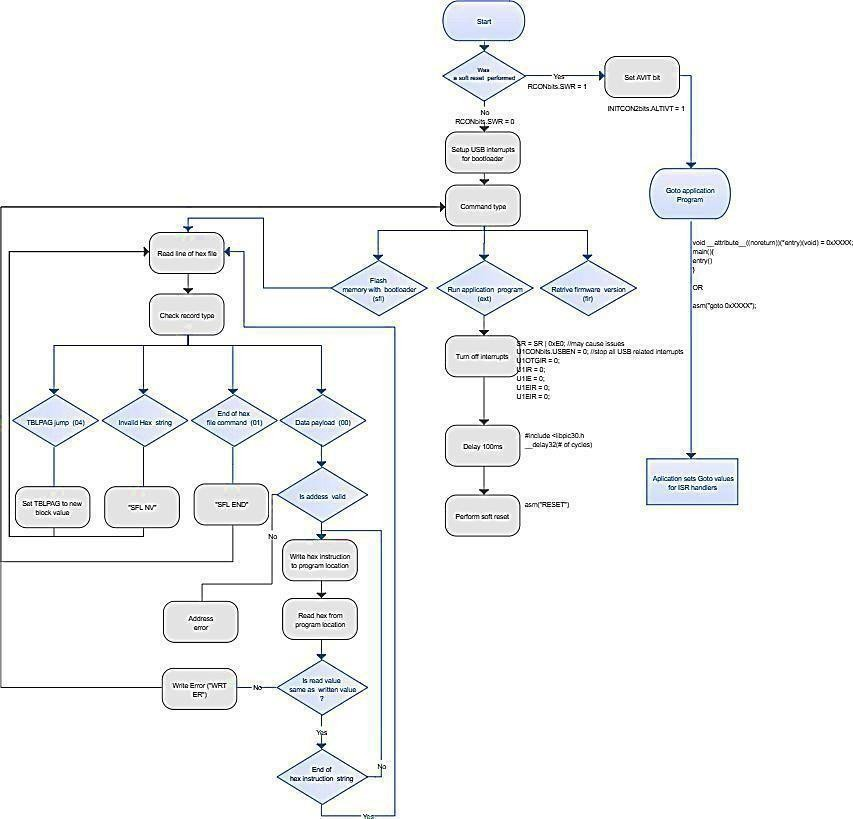 Start
Was
a soft reset performed
Yes
RCONbits.SWR = 1
Set AVIT bit
INITCON2bits.ALTIVT = 1
No
RCONbits.SWR = 0
Setup USB interrupts
for bootloader
Command type
Goto application
Program
void __attribute__((noreturn))(*entry)(void) = 0xXXXX;
main(){
entry()
}
OR
asm("goto 0xXXXX");
Read line of hex file
Flash
memory with bootloader
(sfl)
Run application program
(ext)
Retrive firmware version
(fir)
Check record type
Turn off interrupts
SR = SR | 0xE0; //may cause issues
U1CONbits.USBEN = 0; //stop all USB related interrupts
U1OTGIR = 0;
U1IR = 0;
U1IE = 0;
U1EIR = 0;
U1EIR = 0;
TBLPAG jump (04)
Invalid Hex string
End of hex
file command (01)
Data payload (00)
Delay 100ms
#include <libpic30.h
__delay32(# of cycles)
Set TBLPAG to new
block value
"SFL NV"
"SFL END"
Is addess valid
Aplication sets Goto values
for ISR handlers
Perform soft reset
asm("RESET")
No
Write hex instruction
to program location
Address
error
Read hex from
program location
Write Error ("WRT
ER")
No
Is read value
same as written value
?
Yes
End of
hex instruction string
No
Yes